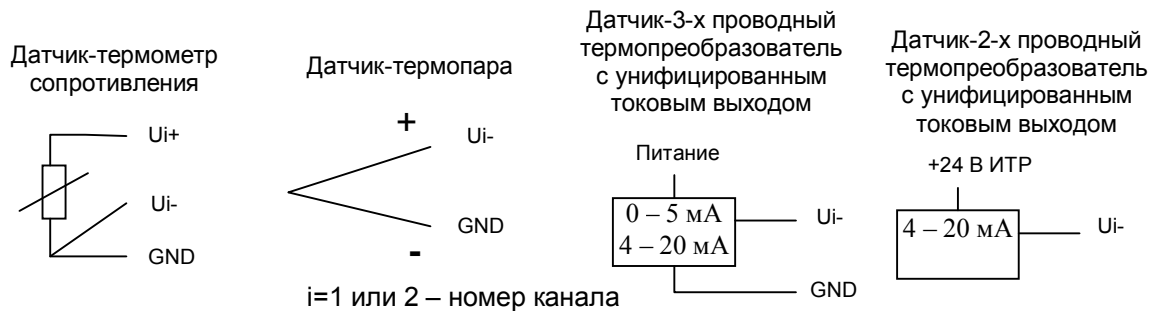 Датчик-термометр
сопротивления
Ui+
Ui-
GND
Датчик-термопара
+
Ui-
GND
-
Датчик-3-х проводный
термопреобразователь
с унифицированным
токовым выходом
Питание
0 – 5 мА
4 – 20 мА
Ui-
GND
Датчик-2-х проводный
термопреобразователь
с унифицированным
токовым выходом
+24 В ИТР
4 – 20 мА
Ui-
i=1 или 2 – номер канала